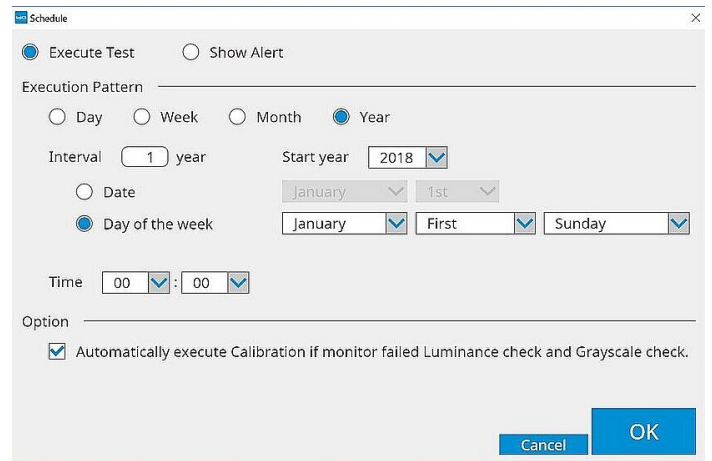 Schedule
Execute Test Show Alert
Execution Pattern
Day Week Month Year
Interval 1 year Start year 2018
Date January 1st
Day of the week January First Sunday
Time 00 : 00
Option
Automatically execute Calibration if monitor failed Luminance check and Grayscale check.
OK
Cancel